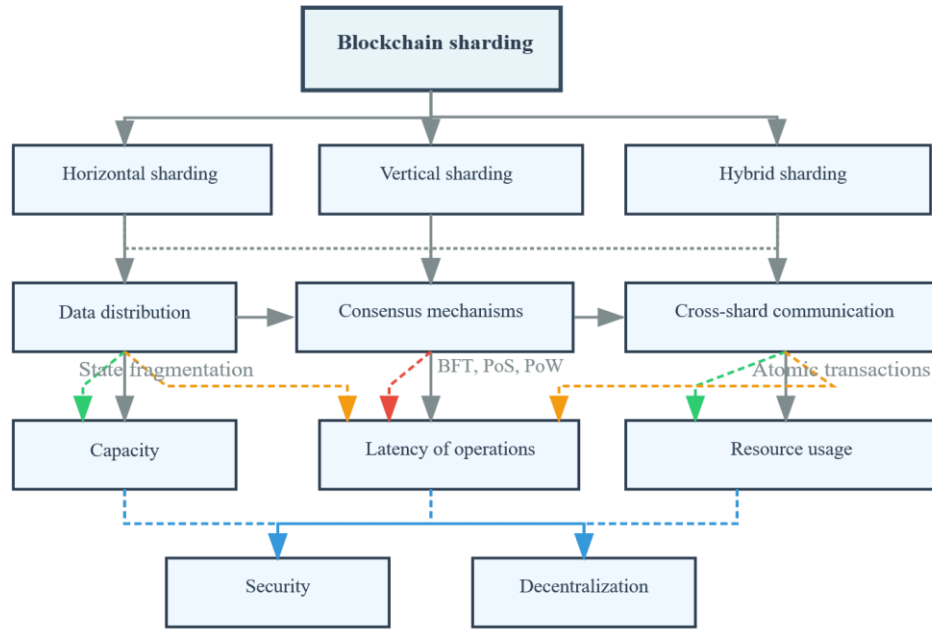 Blockchain sharding
Horizontal sharding
Vertical sharding
Hybrid sharding
Data distribution
Consensus mechanisms
Cross-shard communication
State fragmentation
BFT, PoS, PoW
Atomic transactions
Capacity
Latency of operations
Resource usage
Security
Decentralization